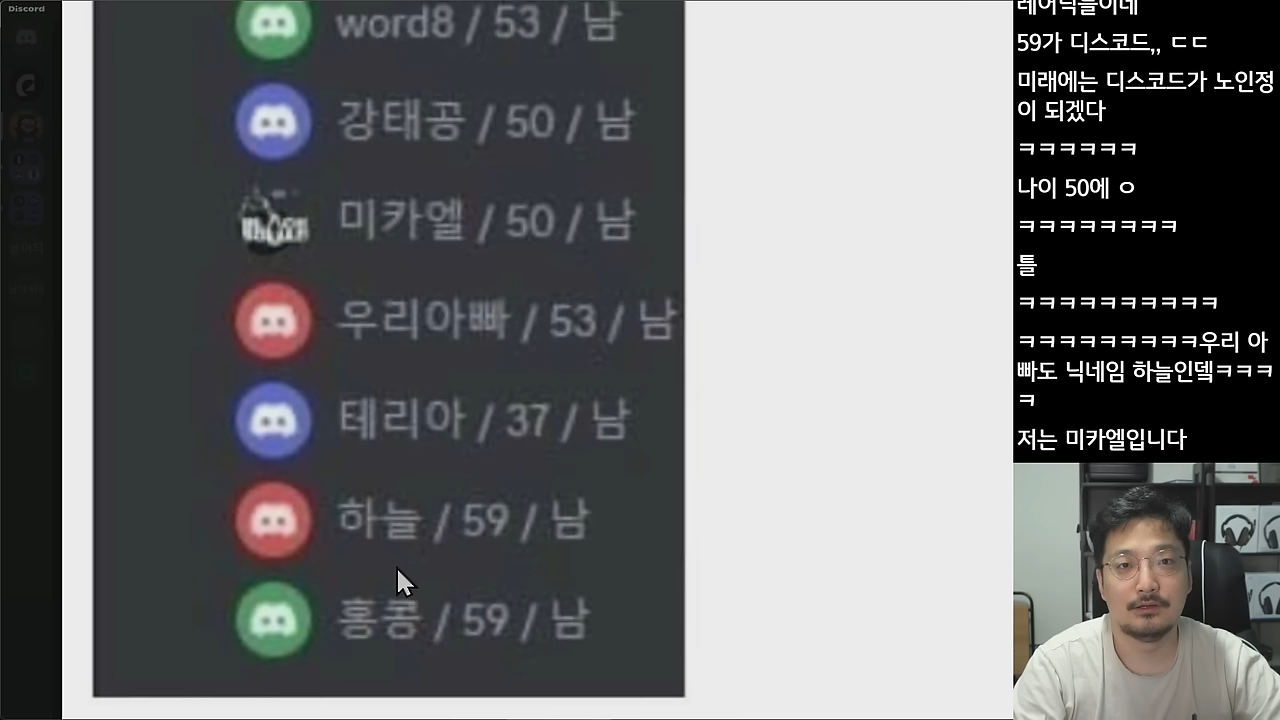 Discord
word8 / 53 / 남
강태공 / 50 / 남
미카엘 / 50 / 남
우리아빠 / 53 / 남
테리아 / 37 / 남
하늘 / 59 / 남
홍콩 / 59 / 남
59가 디스코드,, ㄷㄷ
미래에는 디스코드가 노인정
이 되겠다
ㅋㅋㅋㅋㅋㅋ
나이 50에 ㅇ
ㅋㅋㅋㅋㅋㅋㅋㅋ
틀
ㅋㅋㅋㅋㅋㅋㅋㅋㅋㅋ
ㅋㅋㅋㅋㅋㅋㅋㅋㅋ우리 아
빠도 닉네임 하늘인뎈ㅋㅋㅋ
ㅋ
저는 미카엘입니다